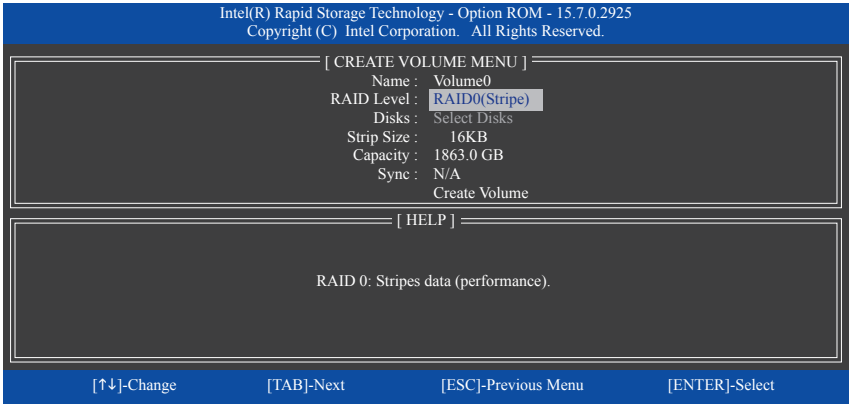 Intel(R) Rapid Storage Technology - Option ROM - 15.7.0.2925
Copyright (C) Intel Corporation. All Rights Reserved.
[ CREATE VOLUME MENU ]
Name : Volume0
RAID Level : RAID0(Stripe)
Disks : Select Disks
Strip Size : 16KB
Capacity : 1863.0 GB
Sync : N/A
Create Volume
[ HELP ]
RAID 0: Stripes data (performance).
[↑↓]-Change [TAB]-Next [ESC]-Previous Menu [ENTER]-Select